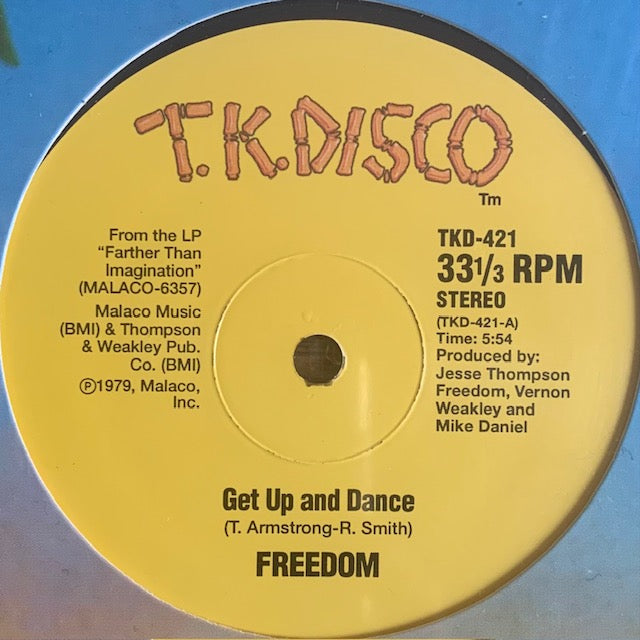 T.K. DISCO
Tm
From the LP
“Farther Than
Imagination”
(MALACO-6357)
Malaco Music
(BMI) & Thompson
& Weakley Pub.
Co. (BMI)
℗1979, Malaco,
Inc.
TKD-421
33 1/3 RPM
STEREO
(TKD-421-A)
Time: 5:54
Produced by:
Jesse Thompson
Freedom, Vernon
Weakley and
Mike Daniel
Get Up and Dance
(T. Armstrong-R. Smith)
FREEDOM